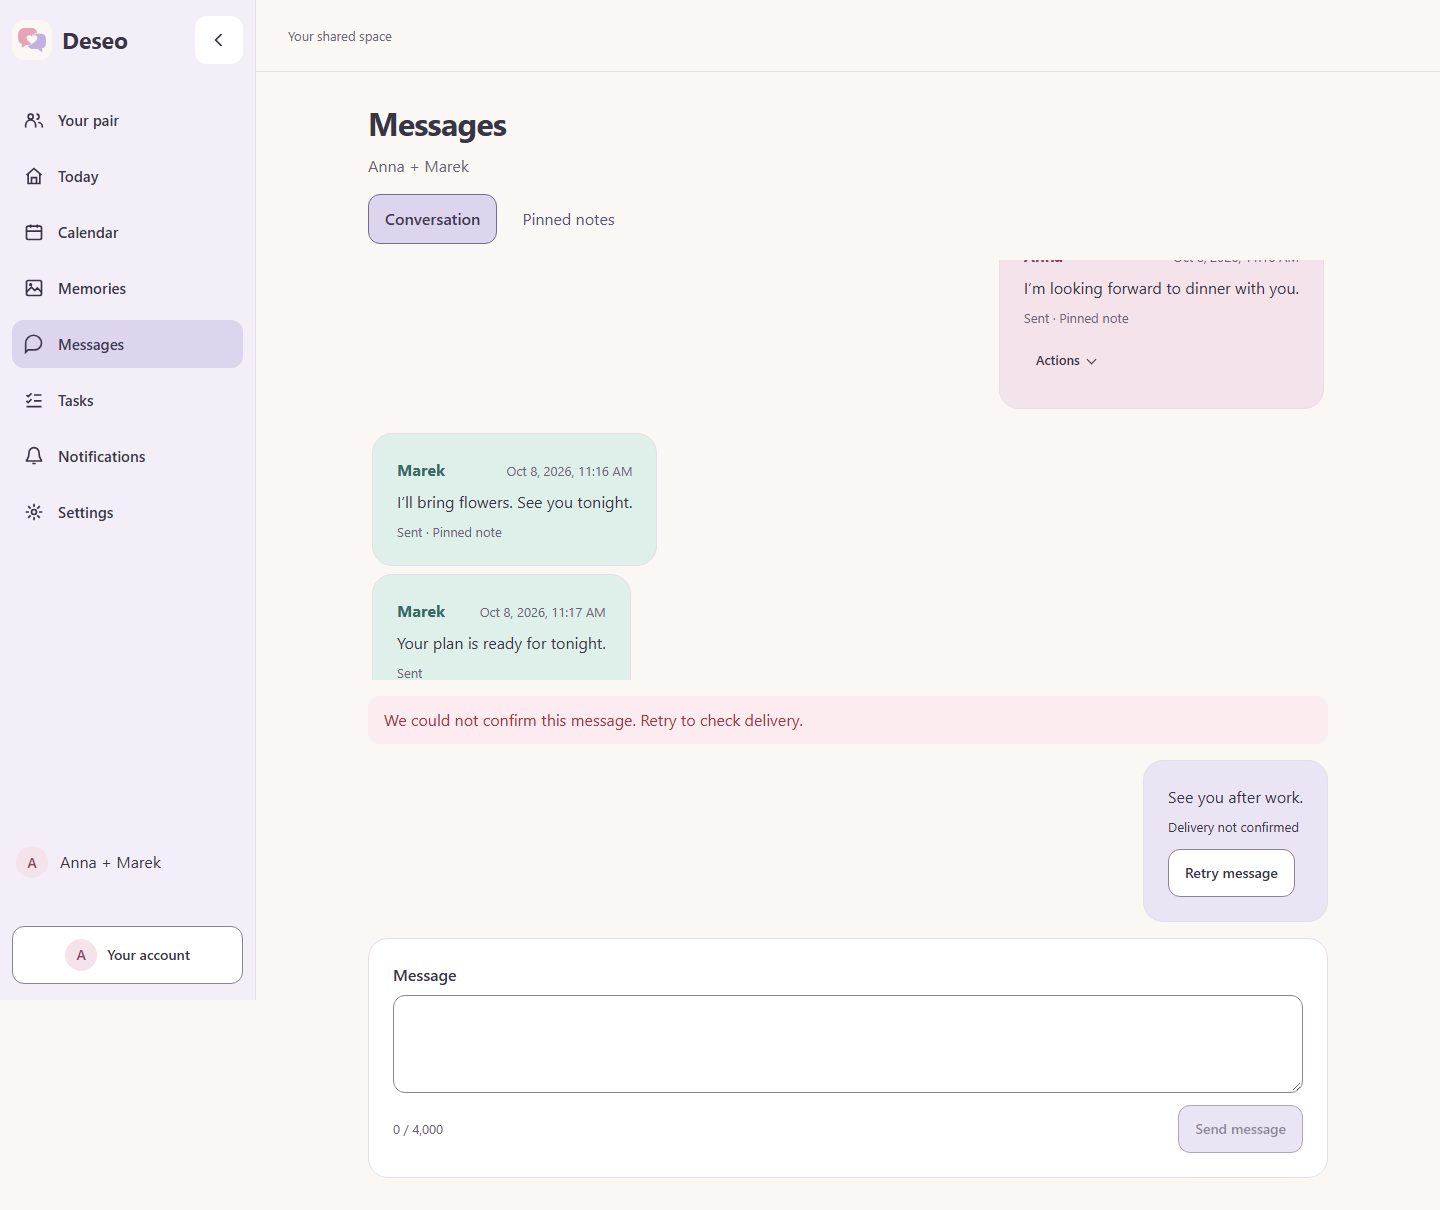 Deseo
Your shared space
Your pair
Today
Calendar
Memories
Messages
Tasks
Notifications
Settings
A
Anna + Marek
A
Your account
Messages
Anna + Marek
Conversation
Pinned notes
I'm looking forward to dinner with you.
Sent · Pinned note
Actions
Marek
Oct 8, 2026, 11:16 AM
I'll bring flowers. See you tonight.
Sent · Pinned note
Marek
Oct 8, 2026, 11:17 AM
Your plan is ready for tonight.
Sent
We could not confirm this message. Retry to check delivery.
See you after work.
Delivery not confirmed
Retry message
Message
0 / 4,000
Send message